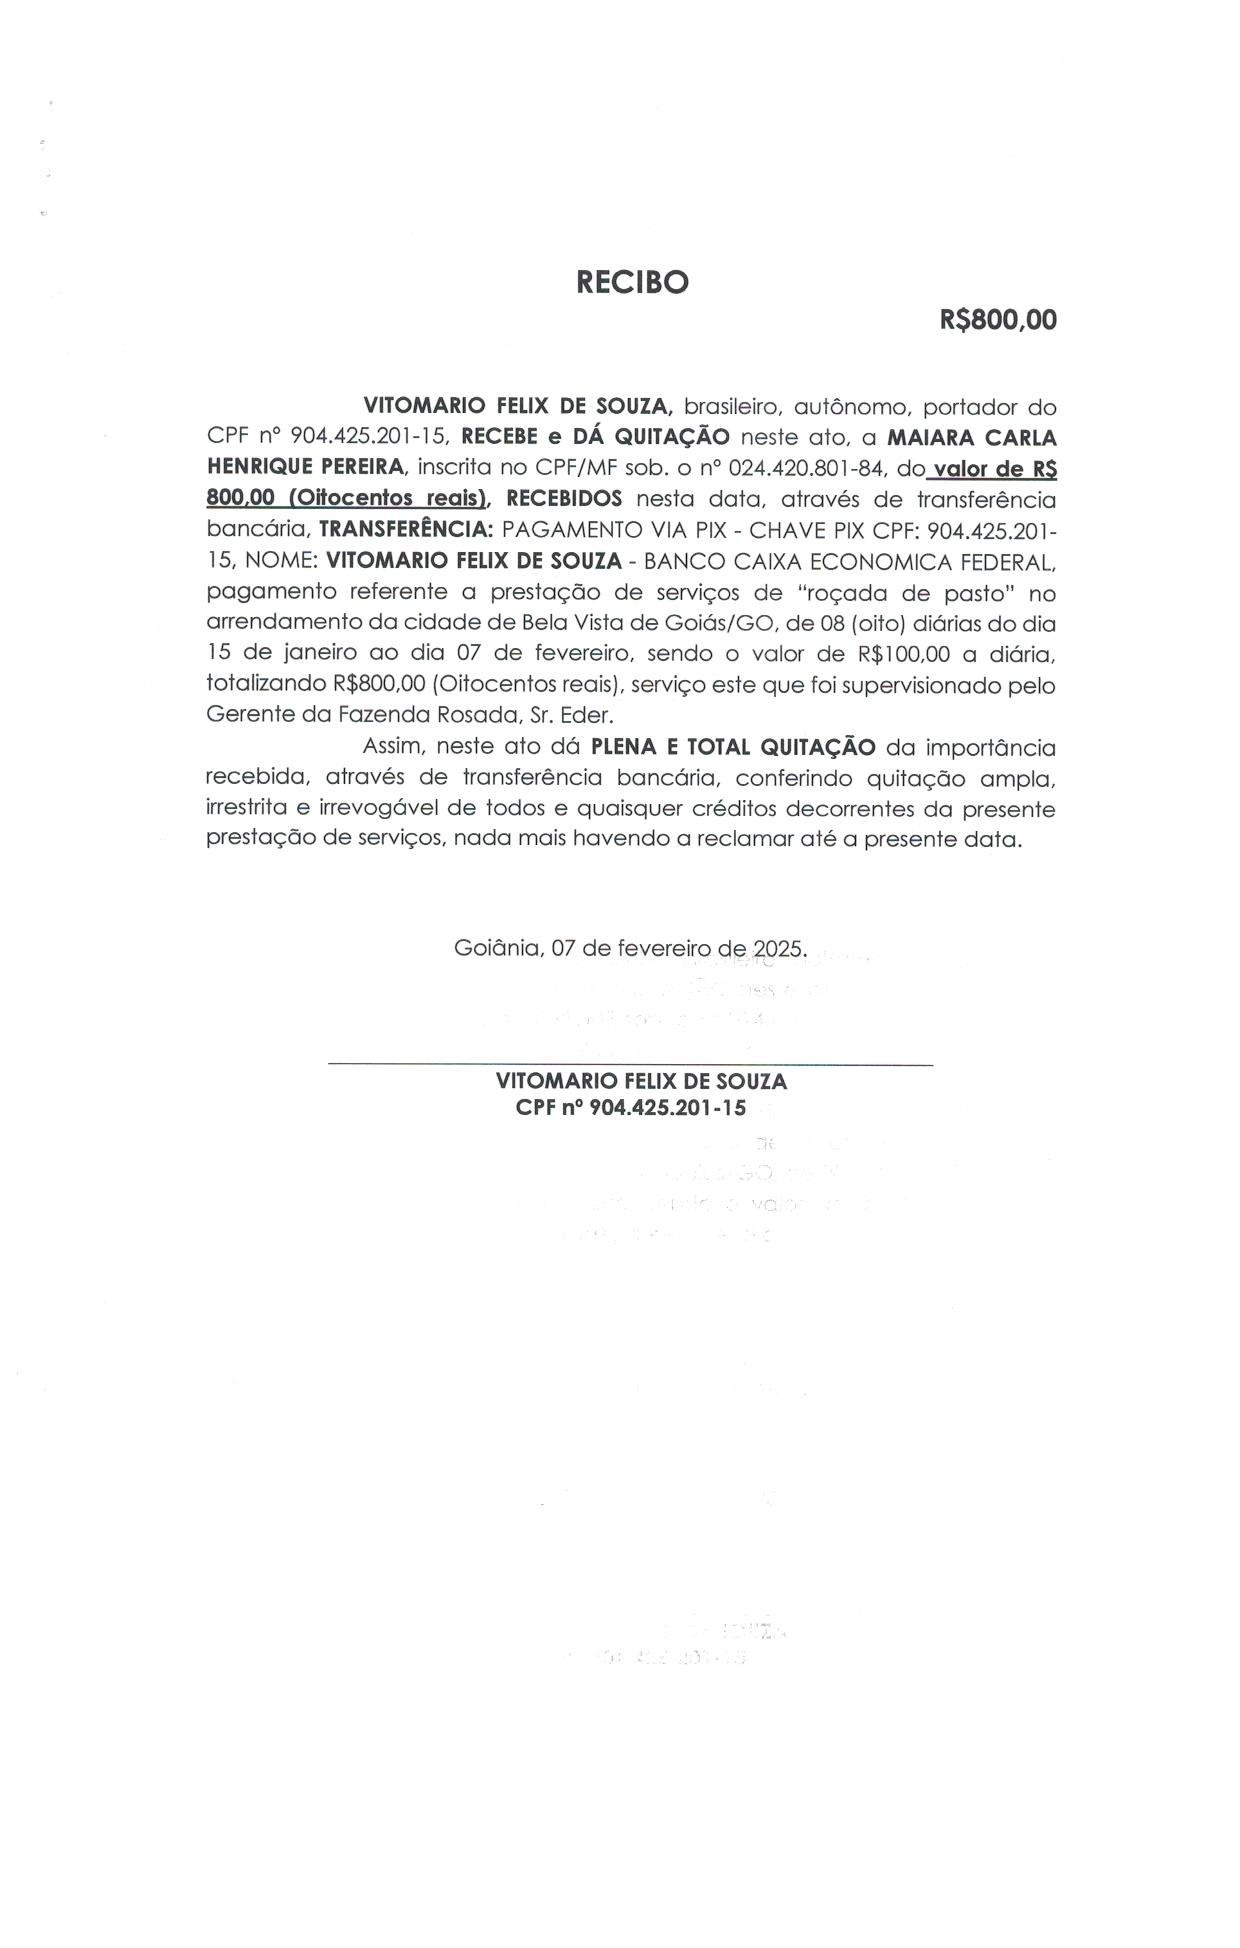 RECIBO
R$800,00
VITOMARIO FELIX DE SOUZA, brasileiro, autônomo, portador do
CPF nº 904.425.201-15, RECEBE e DÁ QUITAÇÃO neste ato, a MAIARA CARLA
HENRIQUE PEREIRA, inscrita no CPF/MF sob. o nº 024.420.801-84, do valor de R$
800,00 (Oitocentos reais), RECEBIDOS nesta data, através de transferência
bancária, TRANSFERÊNCIA: PAGAMENTO VIA PIX - CHAVE PIX CPF: 904.425.201-
15, NOME: VITOMARIO FELIX DE SOUZA - BANCO CAIXA ECONOMICA FEDERAL,
pagamento referente a prestação de serviços de “roçada de pasto” no
arrendamento da cidade de Bela Vista de Goiás/GO, de 08 (oito) diárias do dia
15 de janeiro ao dia 07 de fevereiro, sendo o valor de R$100,00 a diária,
totalizando R$800,00 (Oitocentos reais), serviço este que foi supervisionado pelo
Gerente da Fazenda Rosada, Sr. Eder.
Assim, neste ato dá PLENA E TOTAL QUITAÇÃO da importância
recebida, através de transferência bancária, conferindo quitação ampla,
irrestrita e irrevogável de todos e quaisquer créditos decorrentes da presente
prestação de serviços, nada mais havendo a reclamar até a presente data.
Goiânia, 07 de fevereiro de 2025.
VITOMARIO FELIX DE SOUZA
CPF nº 904.425.201-15